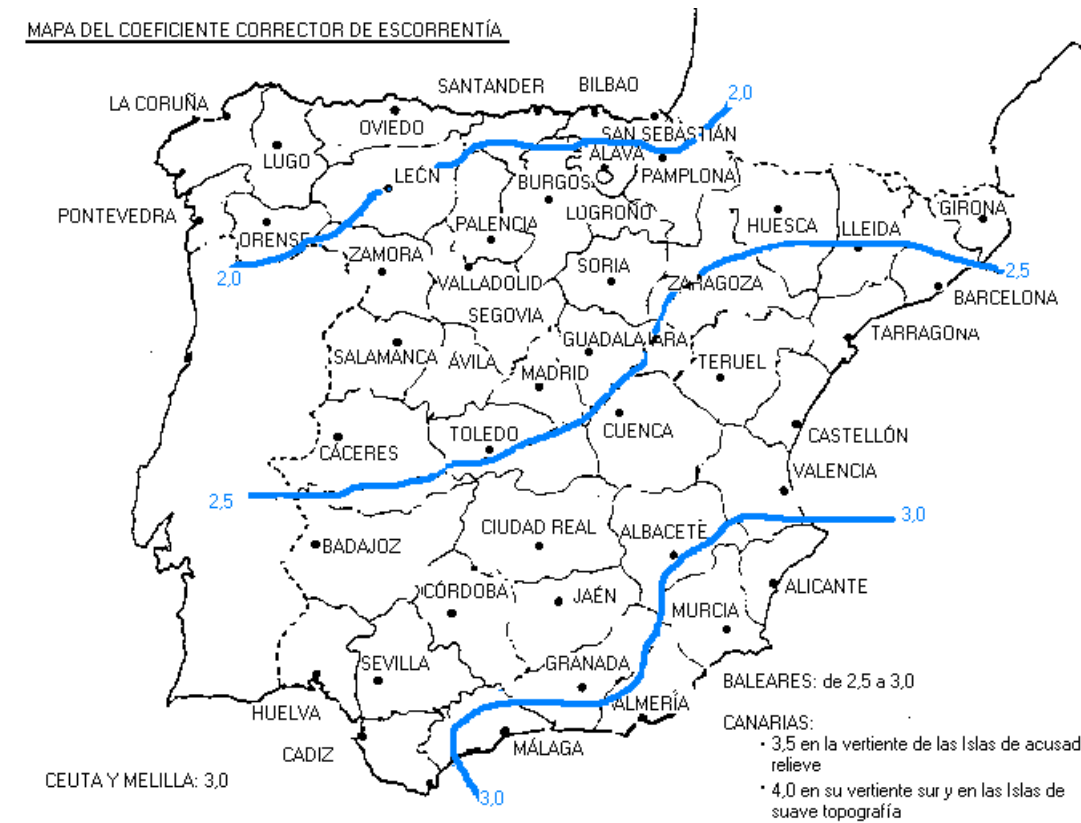 MAPA DEL COEFICIENTE CORRECTOR DE ESCORRENTÍA
SANTANDER
BILBAO
2,0
LA CORUÑA
OVIEDO
SAN SEBASTIÁN
LUGO
LEÓN
ALAVA
PAMPLONA
BURGOS
PONTEVEDRA
ORENSE
PALENCIA
LOGROÑO
HUESCA
LLEIDA
GIRONA
2,0
ZAMORA
VALLADOLID
SORIA
ZARAGOZA
2,5
BARCELONA
SEGOVIA
TARRAGONA
SALAMANCA
ÁVILA
GUADALAJARA
MADRID
TERUEL
CÁCERES
TOLEDO
CUENCA
CASTELLÓN
VALENCIA
2,5
3,0
BADAJOZ
CIUDAD REAL
ALBACETE
CÓRDOBA
JAÉN
ALICANTE
MURCIA
SEVILLA
GRANADA
HUELVA
ALMERÍA
BALEARES: de 2,5 a 3,0
CADIZ
MÁLAGA
CANARIAS:
· 3,5 en la vertiente de las Islas de acusad
relieve
CEUTA Y MELILLA: 3,0
3,0
· 4,0 en su vertiente sur y en las Islas de
suave topografía